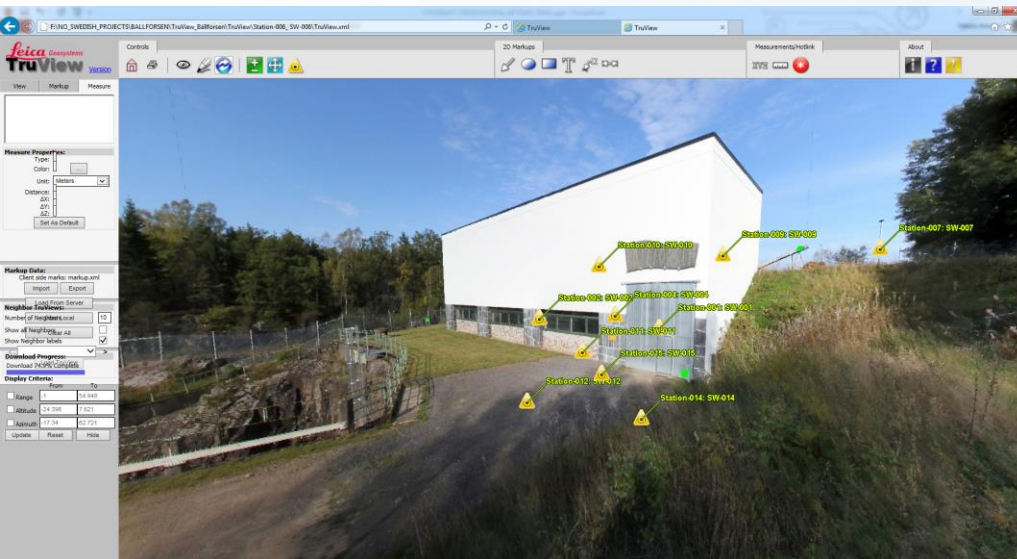 F:\NO_SWEDISH_PROJECTS\BALLFORSEN\TruView_Ballforsen\TruView\Station-008_SW-008\TruView.xml
TruView
TruView
Leica Geosystems
TruView Version
Controls
2D Markups
Measurements/Hotlink
About
XYZ
View Markup Measure
Measure Properties:
Type:
Color: ...
Unit: Meters
Distance:
ΔX:
ΔY:
ΔZ:
Set As Default
Markup Data:
Client side marks: markup.xml
Import Export
Load From Server
Neighbor TruViews:
Number of Neighbors 10
Clear All
Show all Neighbors
Show Neighbor labels
Download Progress:
Download 74.9% Complete
Display Criteria:
From To
Range -1 54.948
Altitude -24.398 7.621
Azimuth -17.34 62.721
Update Reset Hide
Station-007: SW-007
Station-009: SW-009
Station-010: SW-010
Station-004: SW-004
Station-001: SW-001
Station-011: SW-011
Station-015: SW-015
Station-012: SW-012
Station-014: SW-014